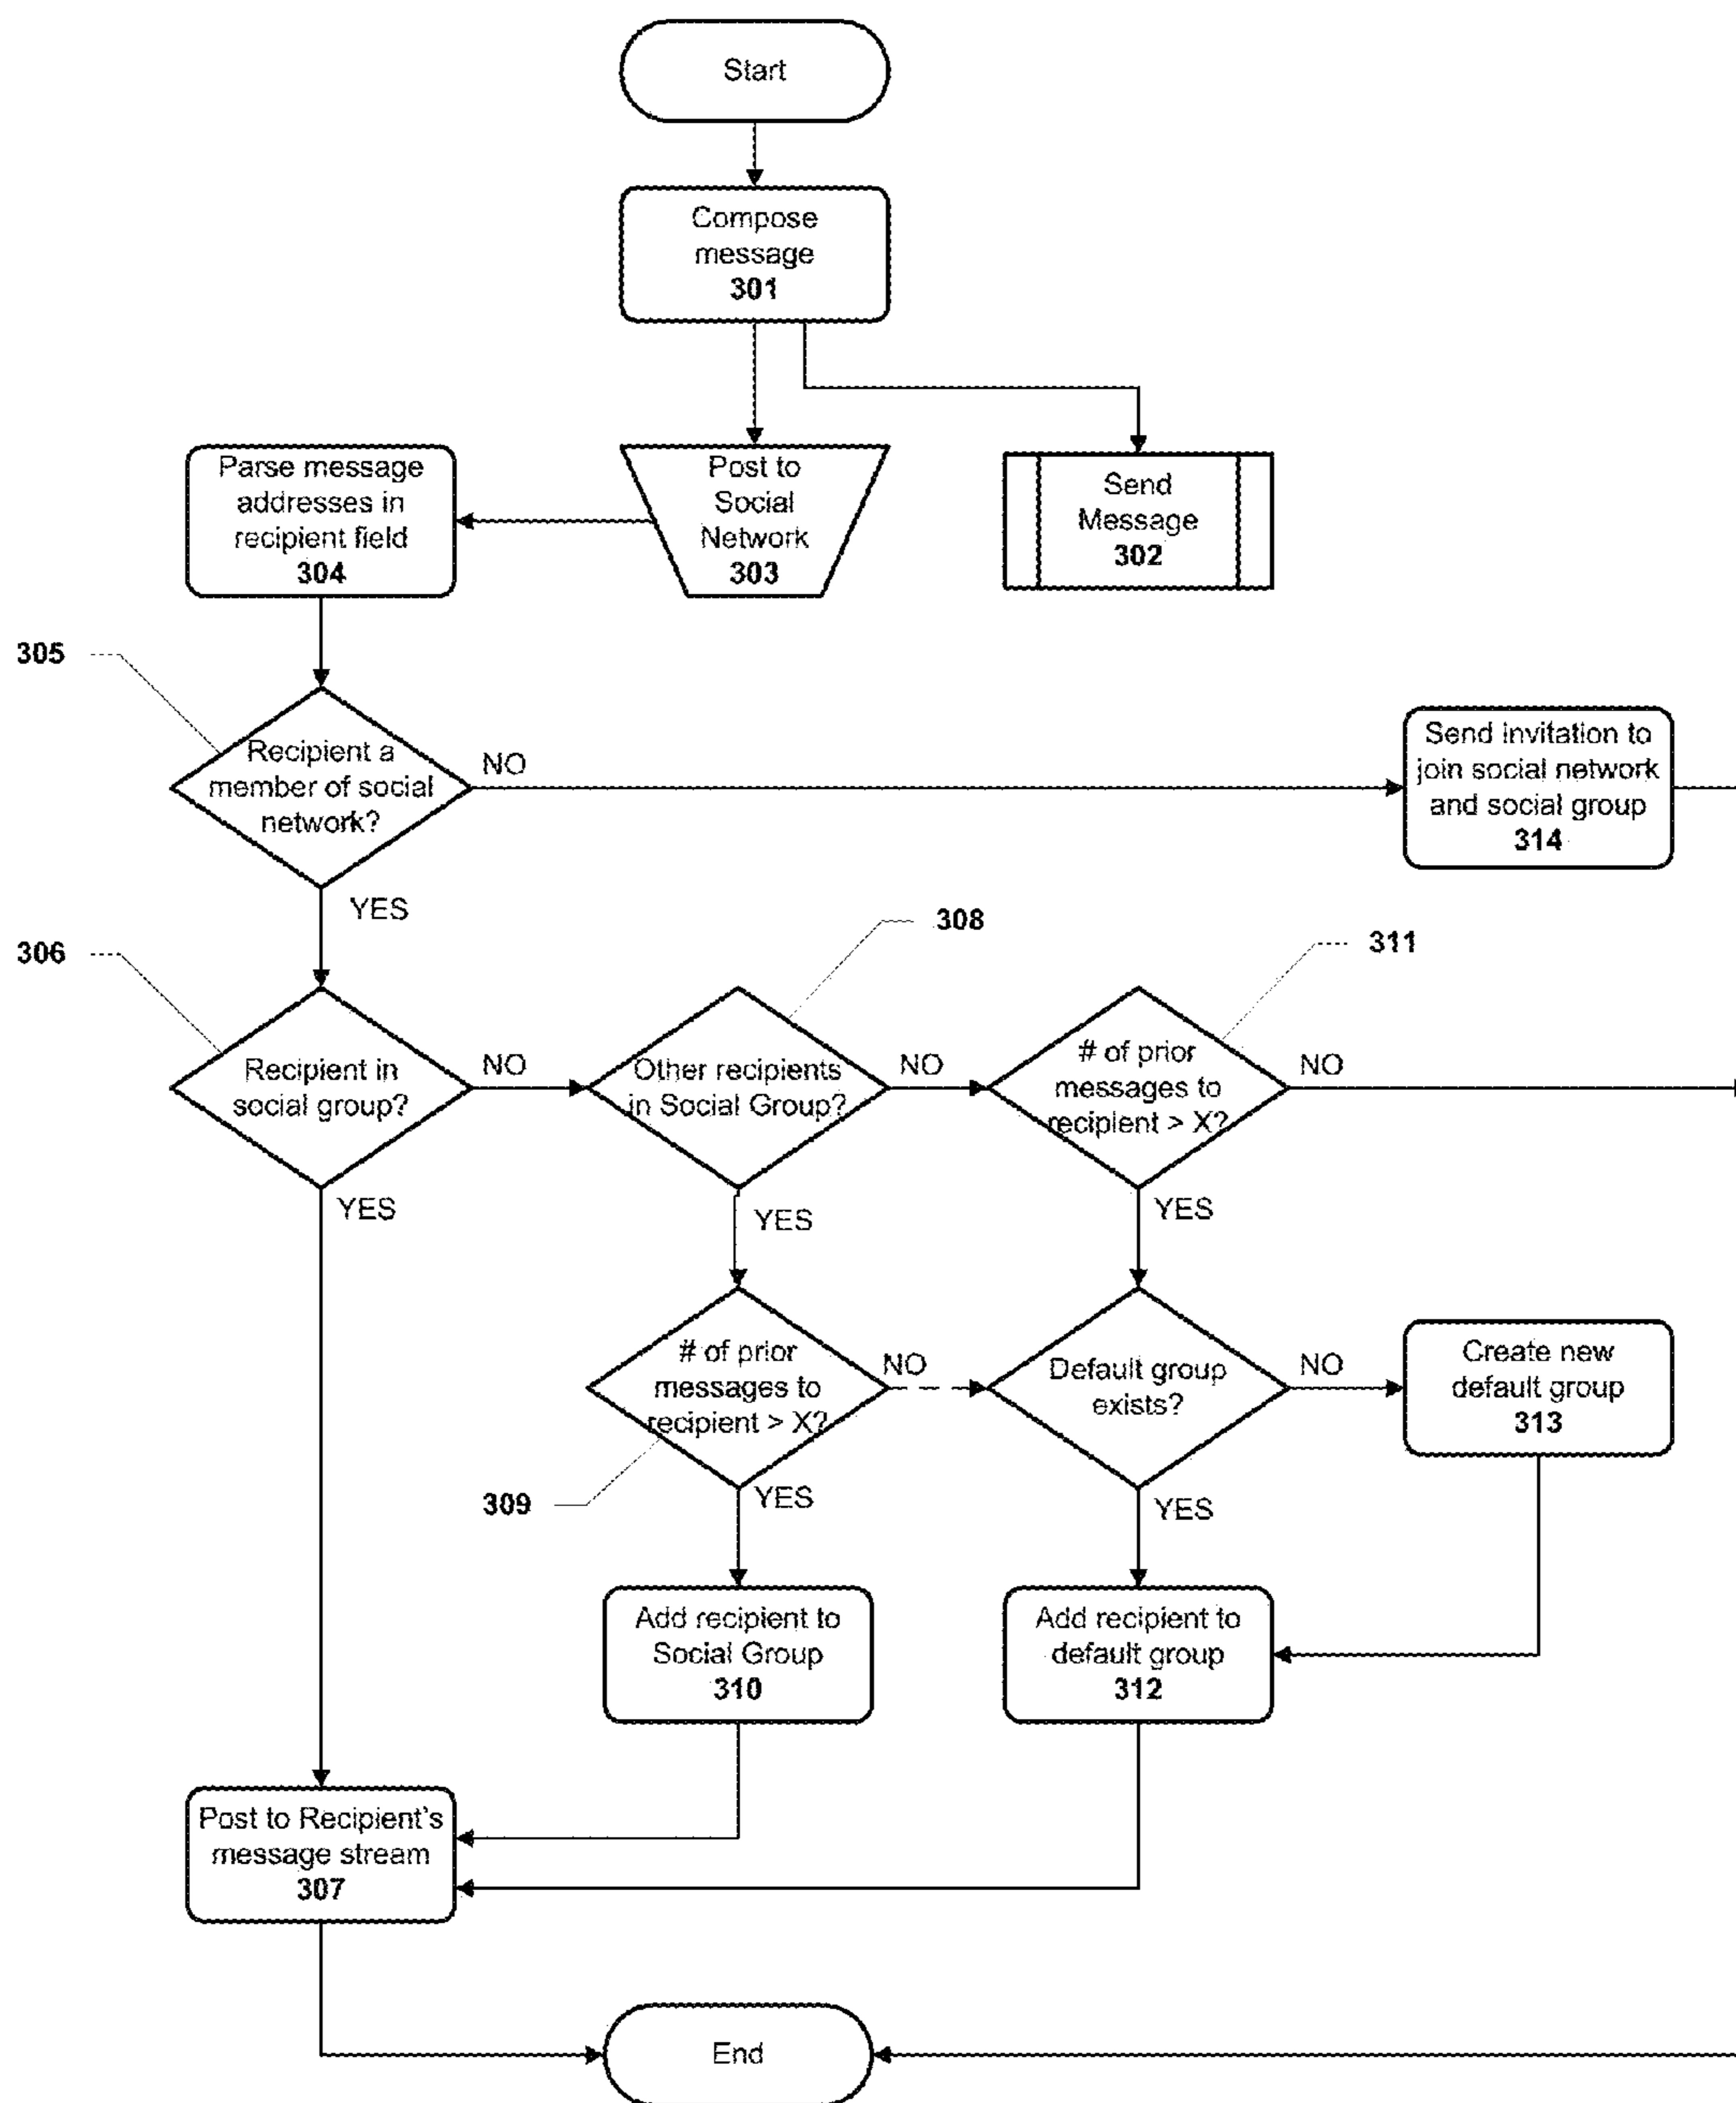 Start
Compose
message
301
Parse message
addresses in
recipient field
304
Post to
Social
Network
303
Send
Message
302
305
Recipient a
member of social
network?
NO
Send invitation to
join social network
and social group
314
YES
306
308
311
Recipient in
social group?
NO
Other recipients
in Social Group?
NO
# of prior
messages to
recipient > X?
NO
YES
YES
YES
# of prior
messages to
recipient > X?
NO
Default group
exists?
NO
Create new
default group
313
309
YES
YES
Add recipient to
Social Group
310
Add recipient to
default group
312
Post to Recipient's
message stream
307
End